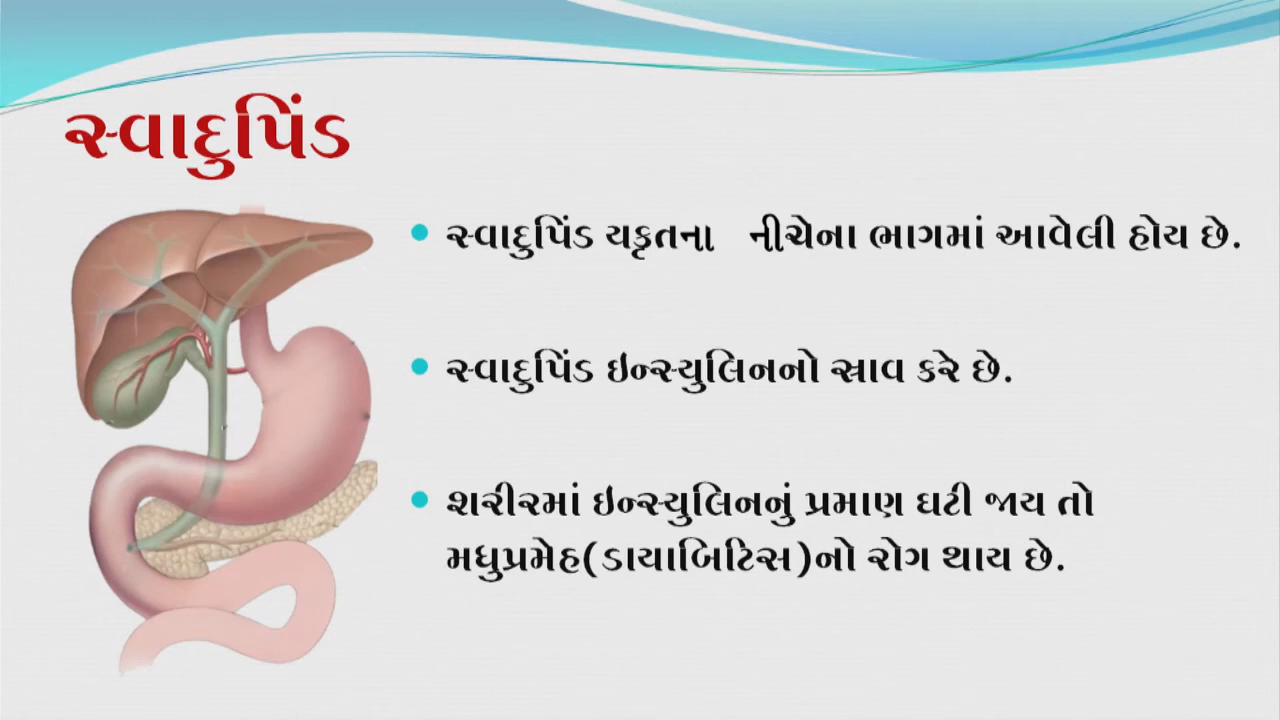 સ્વાદુપિંડ
• સ્વાદુપિંડ યકૃતના નીચેના ભાગમાં આવેલી હોય છે.
• સ્વાદુપિંડ ઇન્સ્યુલિનનો સ્રાવ કરે છે.
• શરીરમાં ઇન્સ્યુલિનનું પ્રમાણ ઘટી જાય તો
મધુપ્રમેહ(ડાયાબિટિસ)નો રોગ થાય છે.